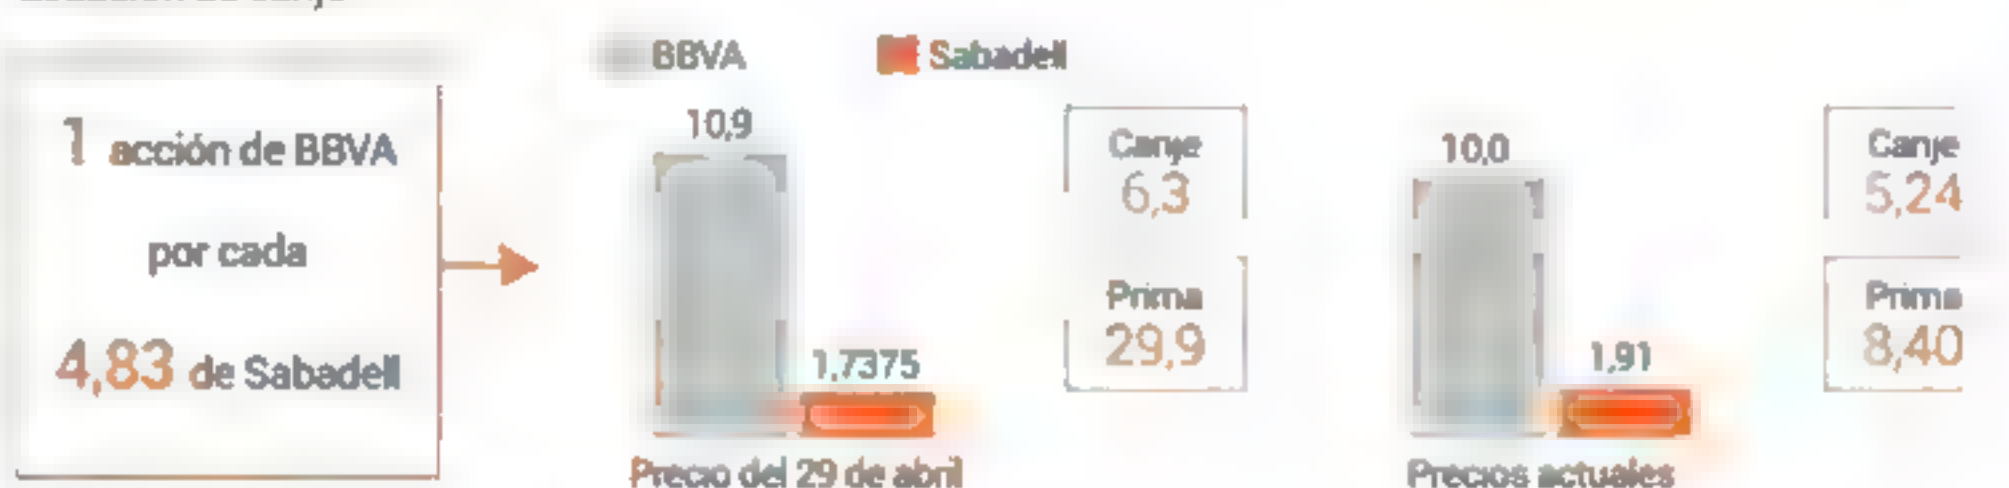 1 acción de BBVA
por cada
4,83 de Sabadell
BBVA
Sabadell
10,9
1,7375
Precio del 29 de abril
Canje
6,3
Prima
29,9
10,0
1,91
Precios actuales
Canje
5,24
Prima
8,40